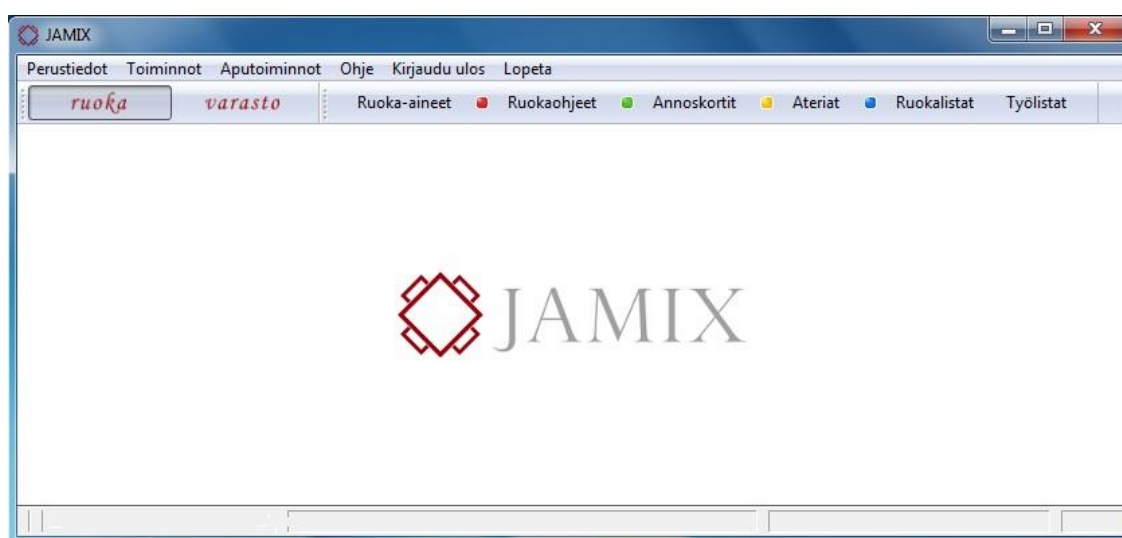 JAMIX
Perustiedot Toiminnot Aputoiminnot Ohje Kirjaudu ulos Lopeta
ruoka varasto Ruoka-aineet Ruokaohjeet Annoskortit Ateriat Ruokalistat Työlistat
JAMIX